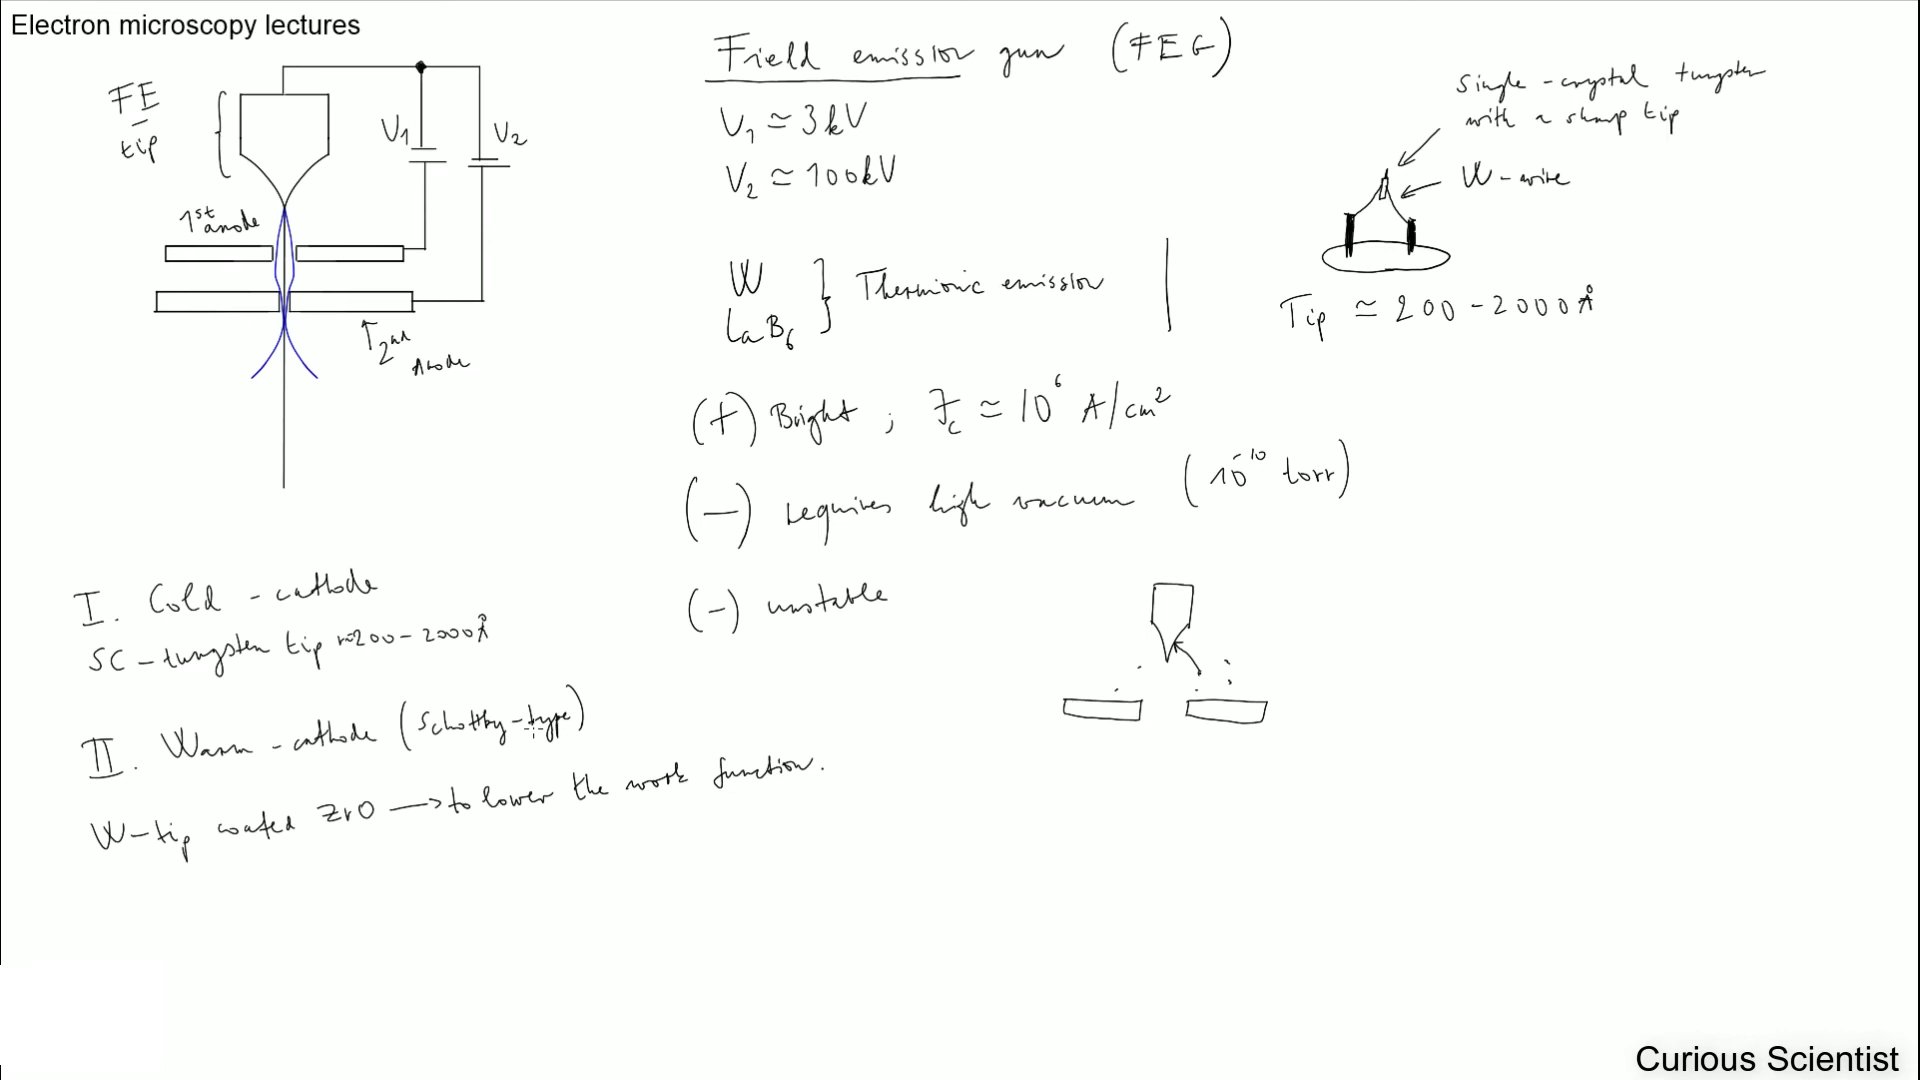 Electron microscopy lectures
Field emission gun (FEG)
FE
tip
V1
V2
1st anode
2nd
Anode
V1 ≃ 3kV
V2 ≃ 100kV
Single-crystal tungsten
with a sharp tip
W-wire
Tip ≃ 200-2000Å
W
LaB6
} Thermionic emission
(+) Bright ; Jc ≃ 10^6 A/cm²
(-) requires high vacuum (10^-10 torr)
(-) unstable
I. Cold-cathode
SC-tungsten tip ~200-2000Å
II. Warm-cathode (Schottky-type)
W-tip coated ZrO → to lower the work function.
Curious Scientist